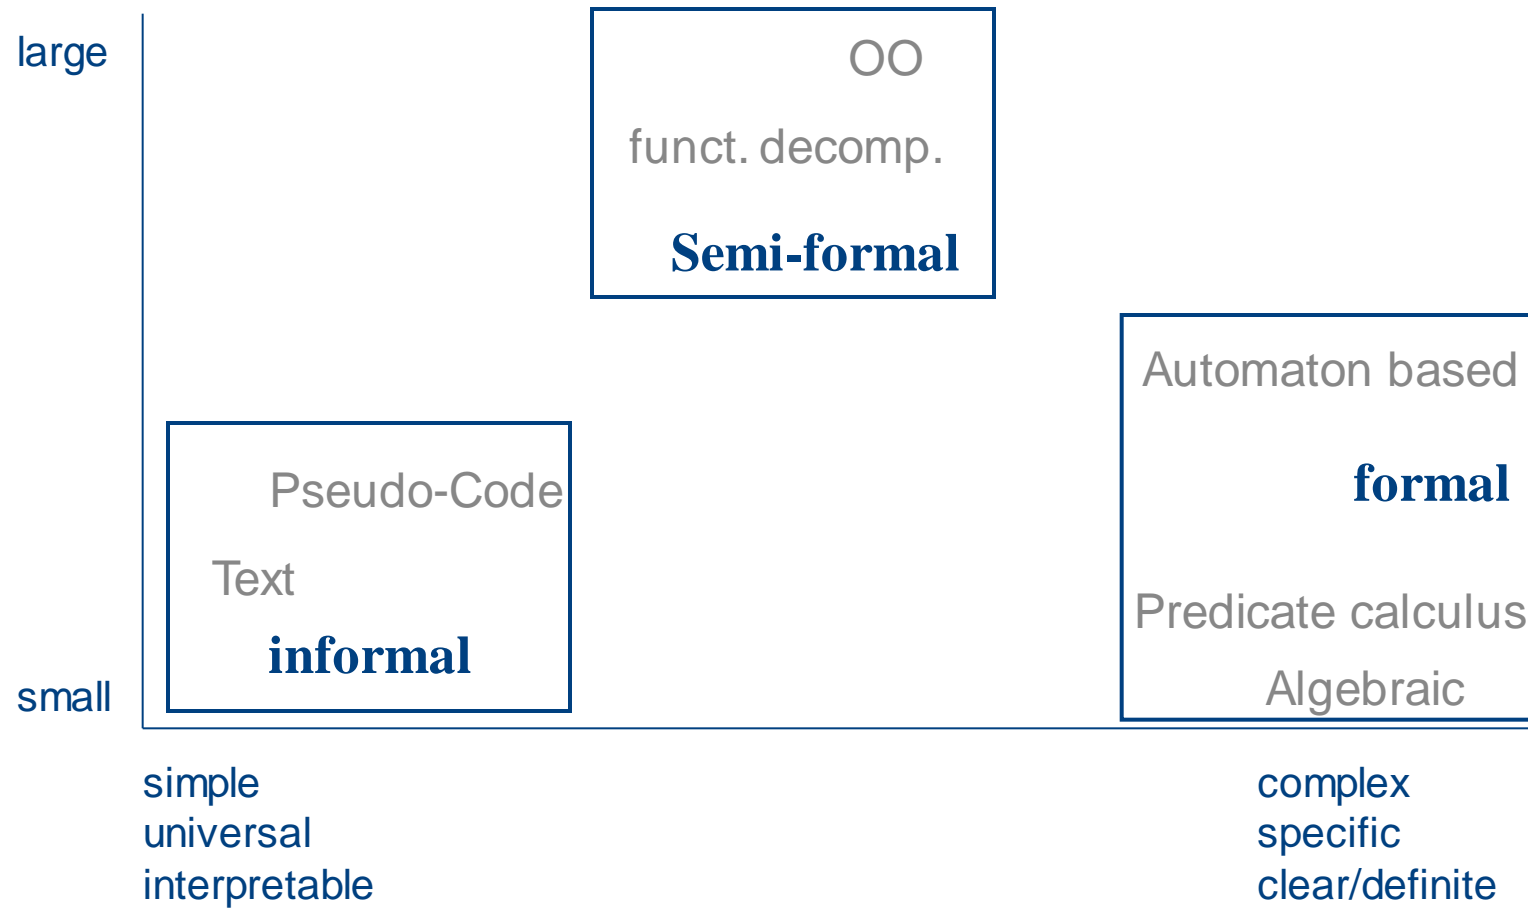 large
OO
funct. decomp.
Semi-formal
Automaton based
formal
Pseudo-Code
Text
Predicate calculus
informal
Algebraic
small
simple
universal
interpretable
complex
specific
clear/definite